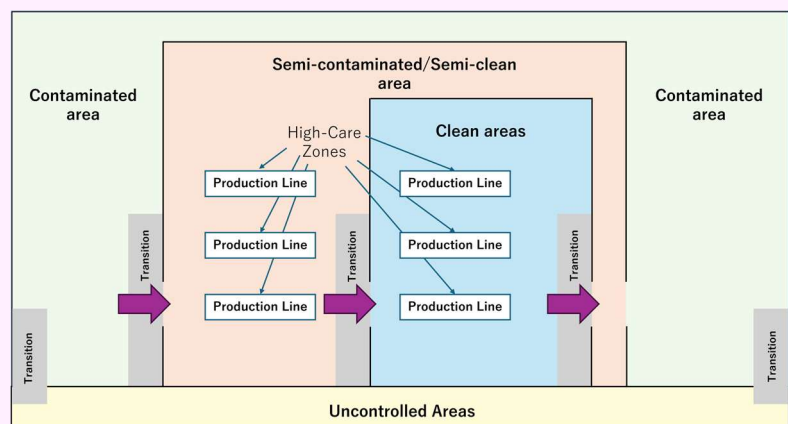 Semi-contaminated/Semi-clean
area
Contaminated
area
Contaminated
area
Clean areas
High-Care
Zones
Production Line
Production Line
Production Line
Production Line
Production Line
Production Line
Transition
Transition
Transition
Transition
Transition
Uncontrolled Areas